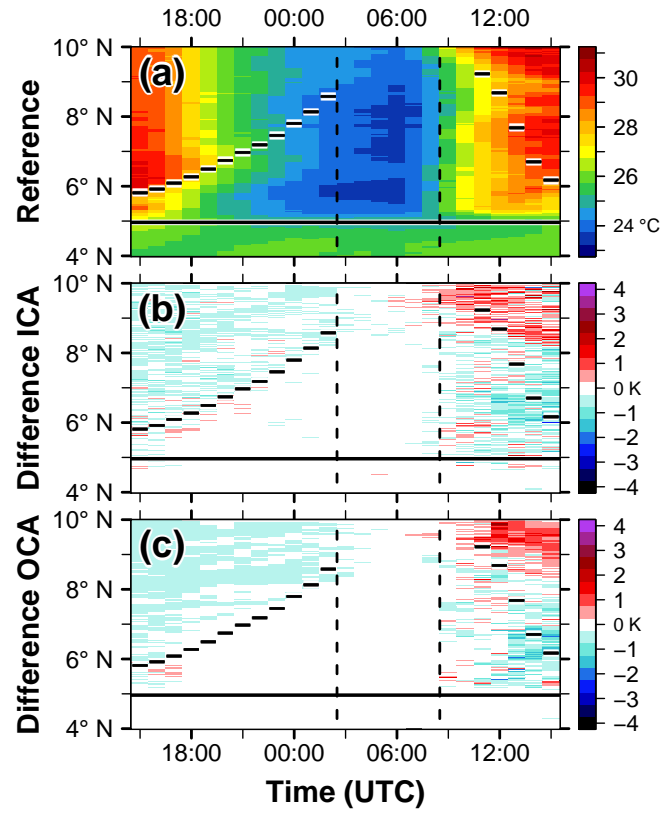 18:00 00:00 06:00 12:00
(a)
Reference
10° N
8° N
6° N
4° N
30
28
26
24 °C
(b)
Difference ICA
10° N
8° N
6° N
4° N
4
3
2
1
0 K
−1
−2
−3
−4
(c)
Difference OCA
10° N
8° N
6° N
4° N
4
3
2
1
0 K
−1
−2
−3
−4
18:00 00:00 06:00 12:00
Time (UTC)